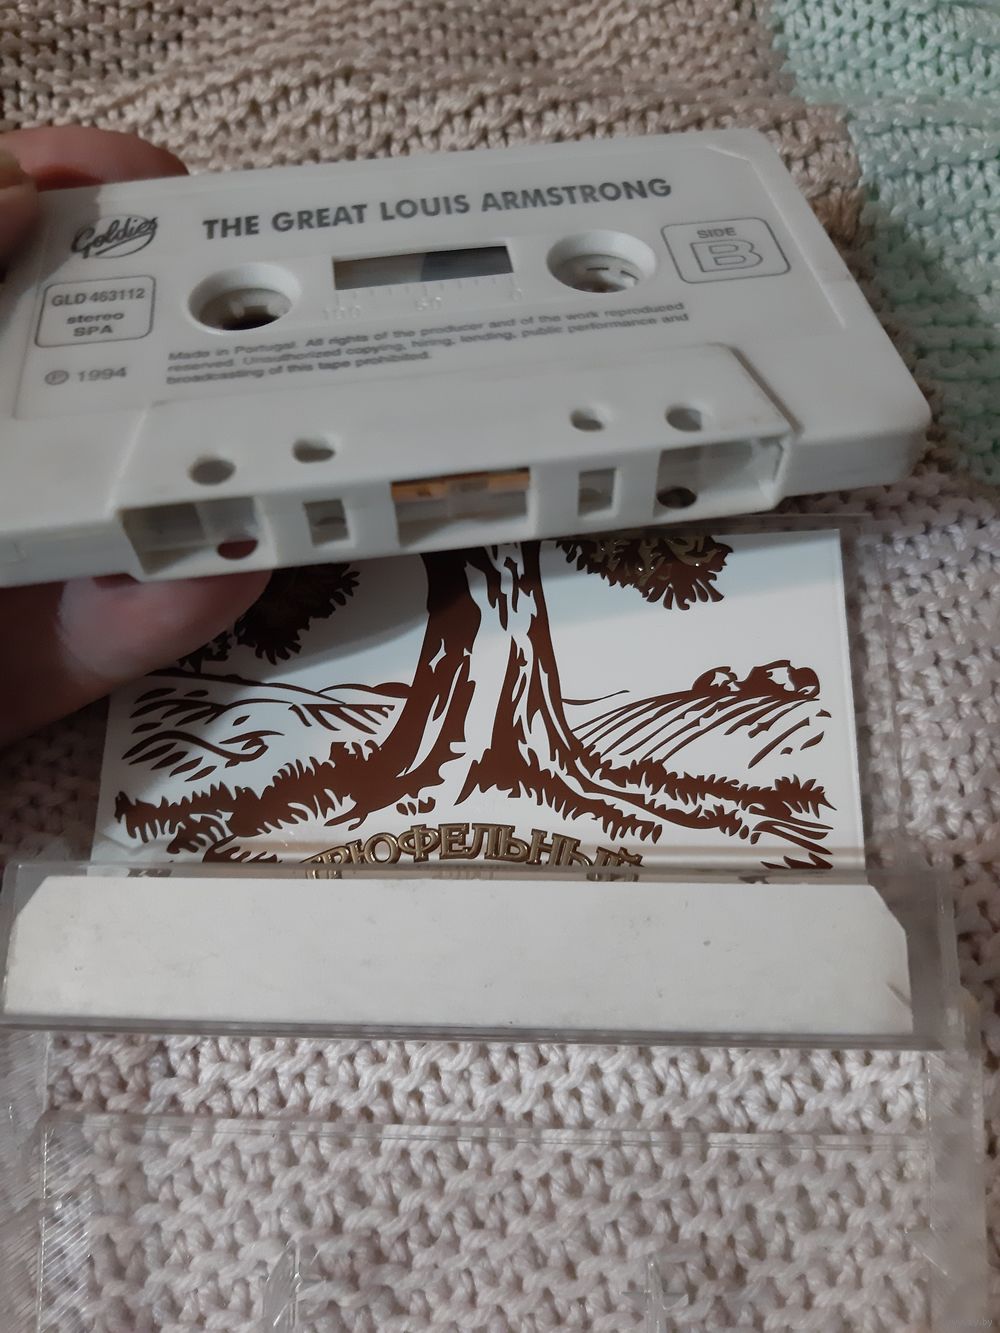 Goldies
THE GREAT LOUIS ARMSTRONG
SIDE
B
GLD 463112
stereo
SPA
℗ 1994
100 50 0
Made in Portugal. All rights of the producer and of the work reproduced
reserved. Unauthorized copying, hiring, lending, public performance and
broadcasting of this tape prohibited.
ТРЮФЕЛЬНЫЙ